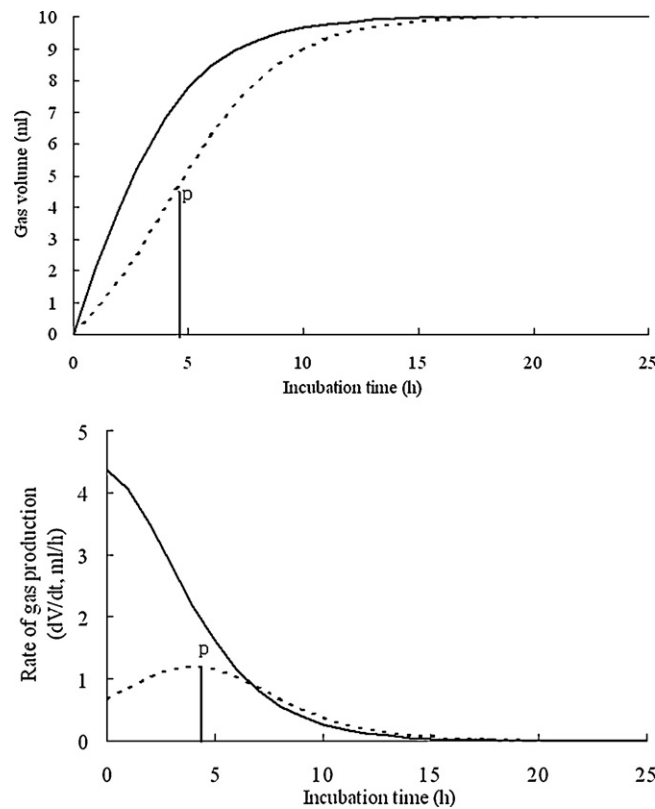 10
9
8
7
6
5
4
3
2
1
0
Gas volume (ml)
p
0 5 10 15 20 25
Incubation time (h)
5
4
3
2
1
0
Rate of gas production
(dV/dt, ml/h)
p
0 5 10 15 20 25
Incubation time (h)